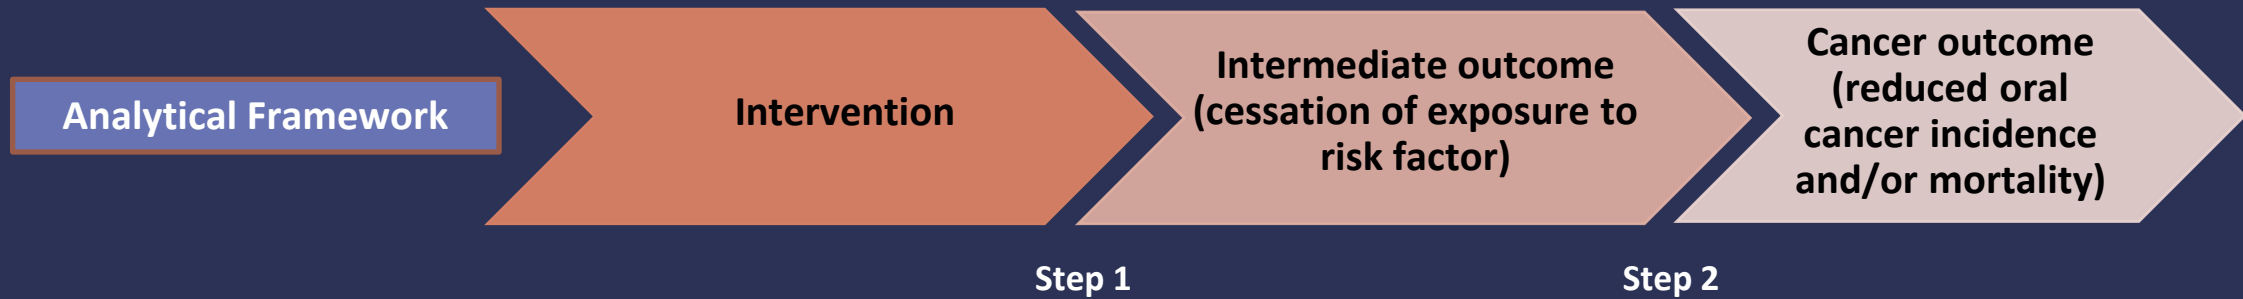 Analytical Framework
Intervention
Intermediate outcome
(cessation of exposure to
risk factor)
Cancer outcome
(reduced oral
cancer incidence
and/or mortality)
Step 1
Step 2